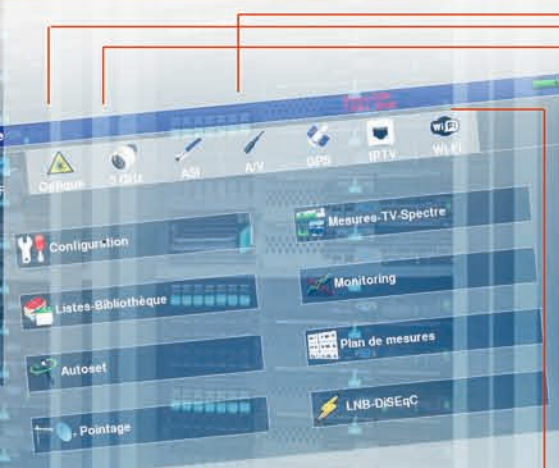 Optique 3 GHz ASI A/V GPS IPTV Wi Fi
Configuration
Mesures-TV-Spectre
Listes-Bibliothèque
Monitoring
Autoset
Plan de mesures
Pointage
LNB-DiSEqC